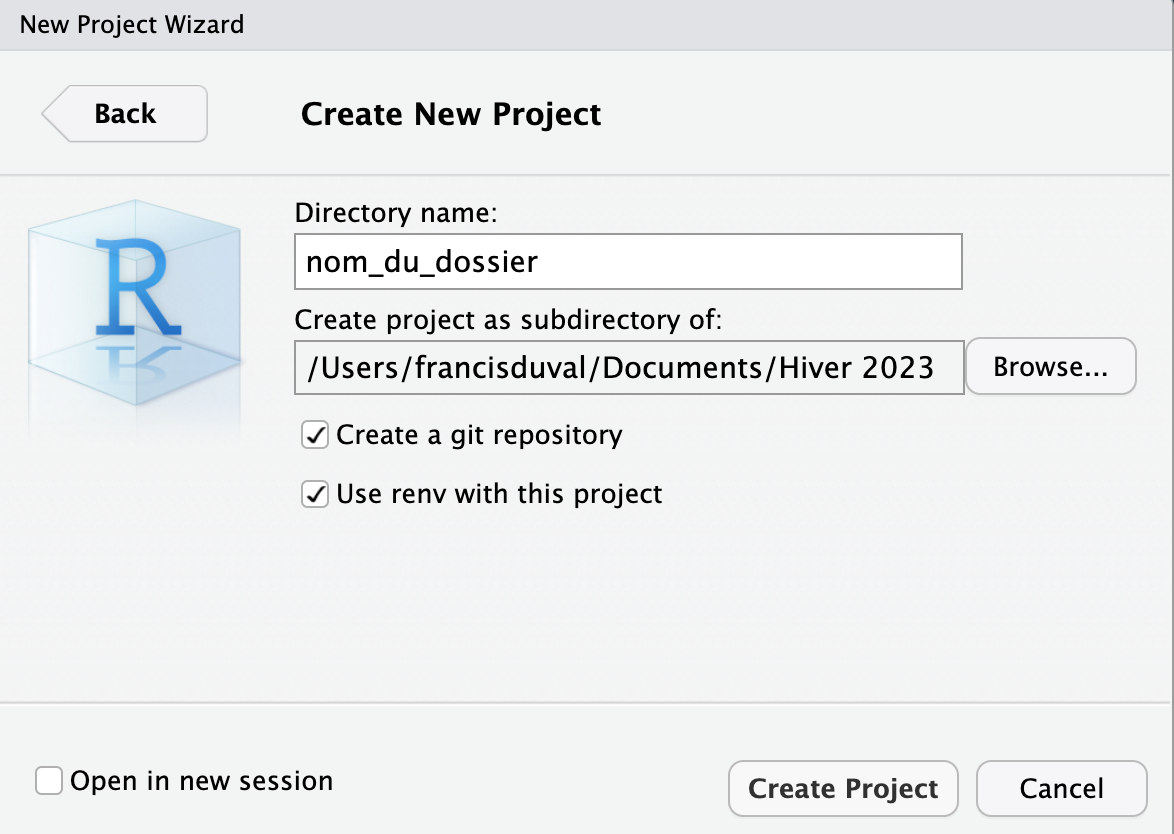 New Project Wizard
Back
Create New Project
R
Directory name:
nom_du_dossier
Create project as subdirectory of:
/Users/francisduval/Documents/Hiver 2023
Browse...
Create a git repository
Use renv with this project
Open in new session
Create Project
Cancel